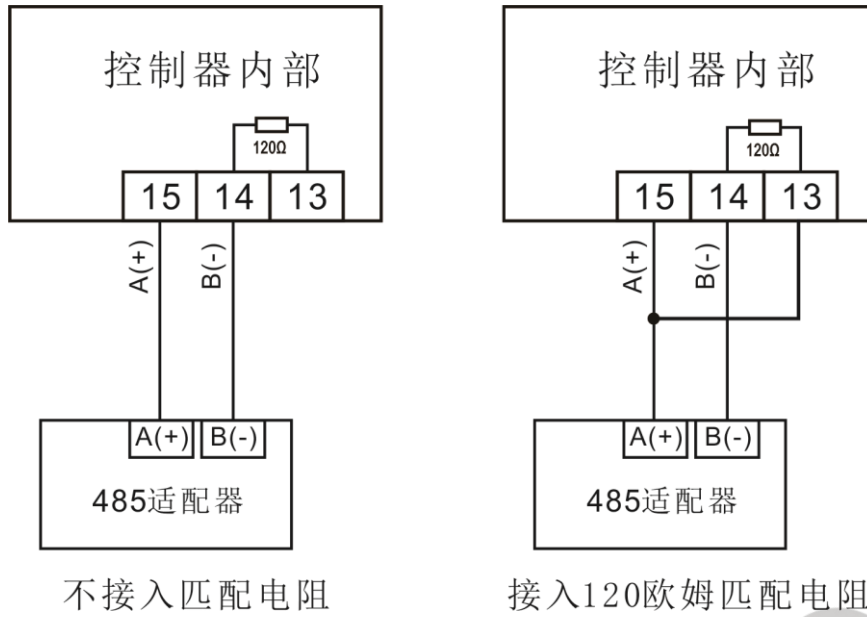 控制器内部
120Ω
15 14 13
A(+) B(-)
A(+) B(-)
485适配器
不接入匹配电阻
控制器内部
120Ω
15 14 13
A(+) B(-)
A(+) B(-)
485适配器
接入120欧姆匹配电阻